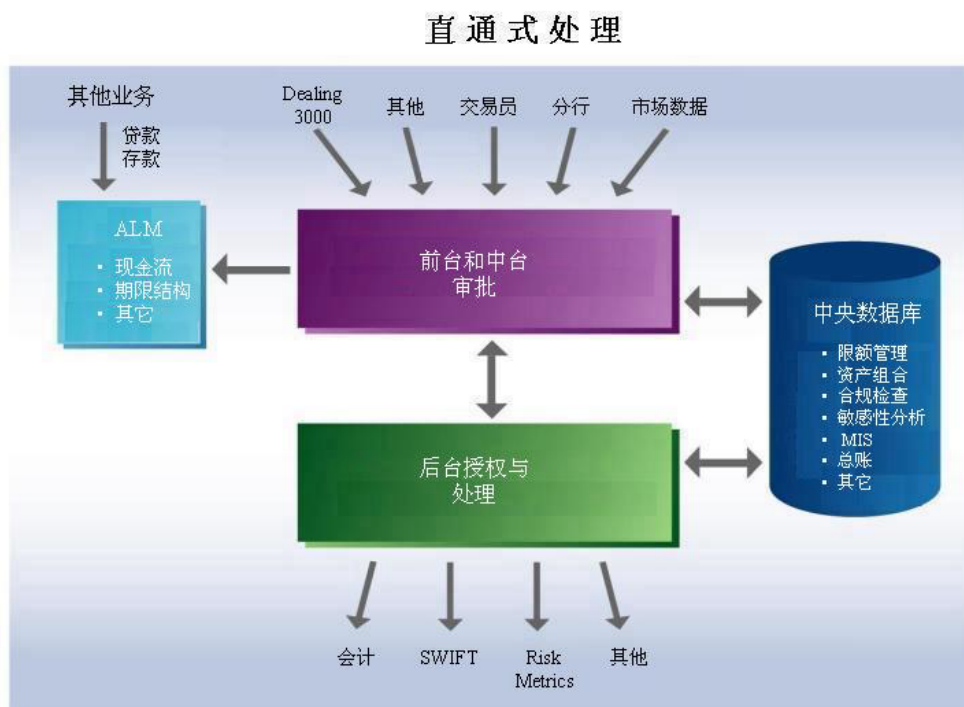 直通式处理
其他业务
贷款
存款
Dealing
3000
其他
交易员
分行
市场数据
ALM
▪ 现金流
▪ 期限结构
▪ 其它
前台和中台
审批
中央数据库
▪ 限额管理
▪ 资产组合
▪ 合规检查
▪ 敏感性分析
▪ MIS
▪ 总账
▪ 其它
后台授权与
处理
会计
SWIFT
Risk
Metrics
其他